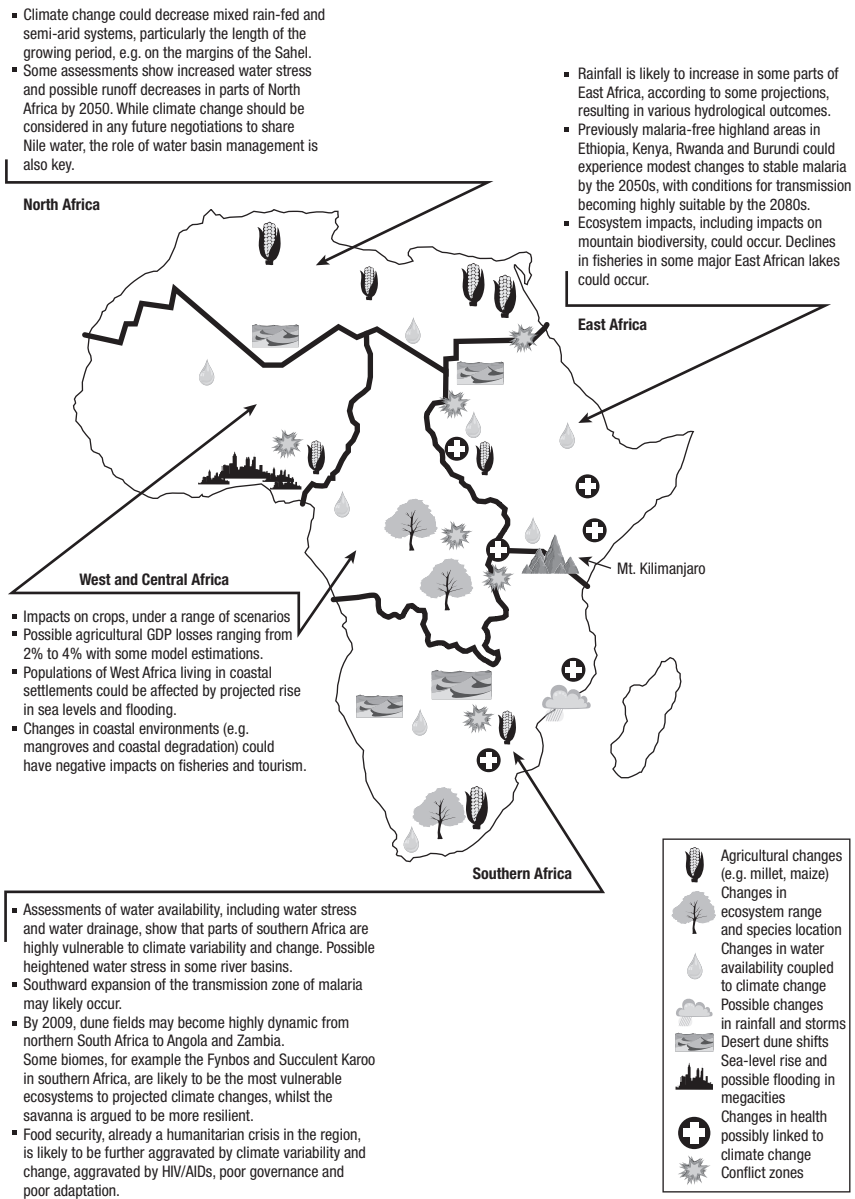 ▪ Climate change could decrease mixed rain-fed and
semi-arid systems, particularly the length of the
growing period, e.g. on the margins of the Sahel.
▪ Some assessments show increased water stress
and possible runoff decreases in parts of North
Africa by 2050. While climate change should be
considered in any future negotiations to share
Nile water, the role of water basin management is
also key.
North Africa
▪ Rainfall is likely to increase in some parts of
East Africa, according to some projections,
resulting in various hydrological outcomes.
▪ Previously malaria-free highland areas in
Ethiopia, Kenya, Rwanda and Burundi could
experience modest changes to stable malaria
by the 2050s, with conditions for transmission
becoming highly suitable by the 2080s.
▪ Ecosystem impacts, including impacts on
mountain biodiversity, could occur. Declines
in fisheries in some major East African lakes
could occur.
East Africa
Mt. Kilimanjaro
West and Central Africa
▪ Impacts on crops, under a range of scenarios
▪ Possible agricultural GDP losses ranging from
2% to 4% with some model estimations.
▪ Populations of West Africa living in coastal
settlements could be affected by projected rise
in sea levels and flooding.
▪ Changes in coastal environments (e.g.
mangroves and coastal degradation) could
have negative impacts on fisheries and tourism.
Southern Africa
▪ Assessments of water availability, including water stress
and water drainage, show that parts of southern Africa are
highly vulnerable to climate variability and change. Possible
heightened water stress in some river basins.
▪ Southward expansion of the transmission zone of malaria
may likely occur.
▪ By 2009, dune fields may become highly dynamic from
northern South Africa to Angola and Zambia.
Some biomes, for example the Fynbos and Succulent Karoo
in southern Africa, are likely to be the most vulnerable
ecosystems to projected climate changes, whilst the
savanna is argued to be more resilient.
▪ Food security, already a humanitarian crisis in the region,
is likely to be further aggravated by climate variability and
change, aggravated by HIV/AIDs, poor governance and
poor adaptation.
Agricultural changes
(e.g. millet, maize)
Changes in
ecosystem range
and species location
Changes in water
availability coupled
to climate change
Possible changes
in rainfall and storms
Desert dune shifts
Sea-level rise and
possible flooding in
megacities
Changes in health
possibly linked to
climate change
Conflict zones